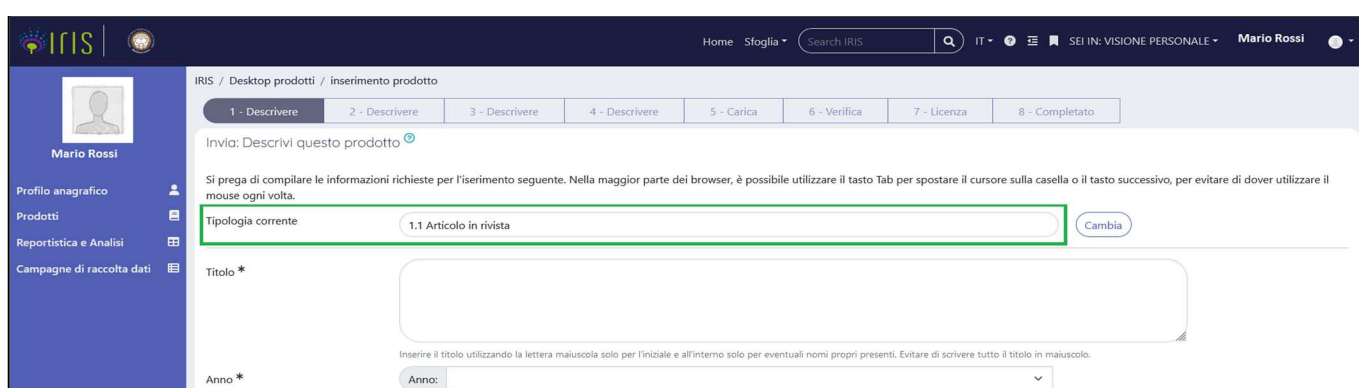 IRIS
Home Sfoglia Search IRIS IT SEI IN: VISIONE PERSONALE Mario Rossi
Mario Rossi
Profilo anagrafico
Prodotti
Reportistica e Analisi
Campagne di raccolta dati
IRIS / Desktop prodotti / inserimento prodotto
1 - Descrivere 2 - Descrivere 3 - Descrivere 4 - Descrivere 5 - Carica 6 - Verifica 7 - Licenza 8 - Completato
Invia: Descrivi questo prodotto ?
Si prega di compilare le informazioni richieste per l'iserimento seguente. Nella maggior parte dei browser, è possibile utilizzare il tasto Tab per spostare il cursore sulla casella o il tasto successivo, per evitare di dover utilizzare il
mouse ogni volta.
Tipologia corrente 1.1 Articolo in rivista Cambia
Titolo *
Inserire il titolo utilizzando la lettera maiuscola solo per l'iniziale e all'interno solo per eventuali nomi propri presenti. Evitare di scrivere tutto il titolo in maiuscolo.
Anno * Anno: